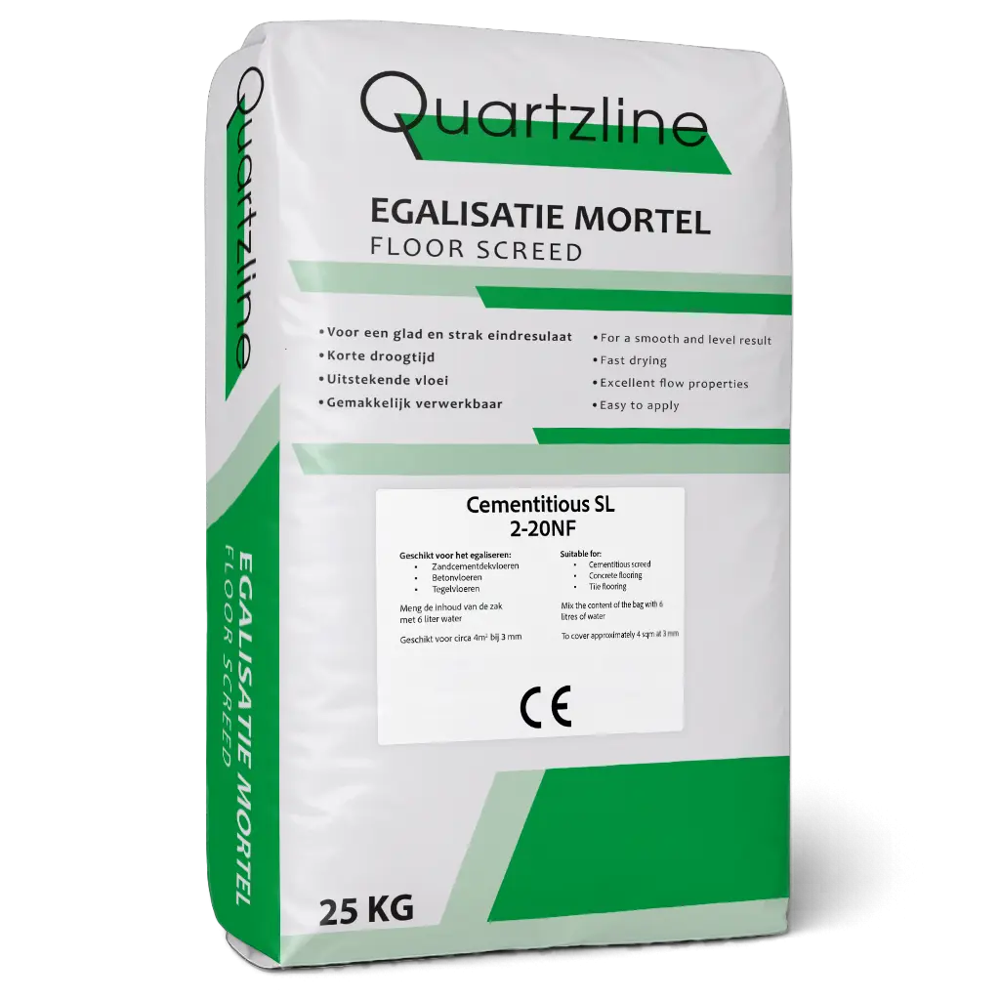 Quartzline
EGALISATIE MORTEL
FLOOR SCREED
• Voor een glad en strak eindresulaat
• Korte droogtijd
• Uitstekende vloei
• Gemakkelijk verwerkbaar
• For a smooth and level result
• Fast drying
• Excellent flow properties
• Easy to apply
Cementitious SL
2-20NF
Geschikt voor het egaliseren:
• Zandcementdekvloeren
• Betonvloeren
• Tegelvloeren
Meng de inhoud van de zak
met 6 liter water
Geschikt voor circa 4m² bij 3 mm
Suitable for:
• Cementitious screed
• Concrete flooring
• Tile flooring
Mix the content of the bag with 6
litres of water
To cover approximately 4 sqm at 3 mm
CE
25 KG
Quartzline
EGALISATIE MORTEL
FLOOR SCREED